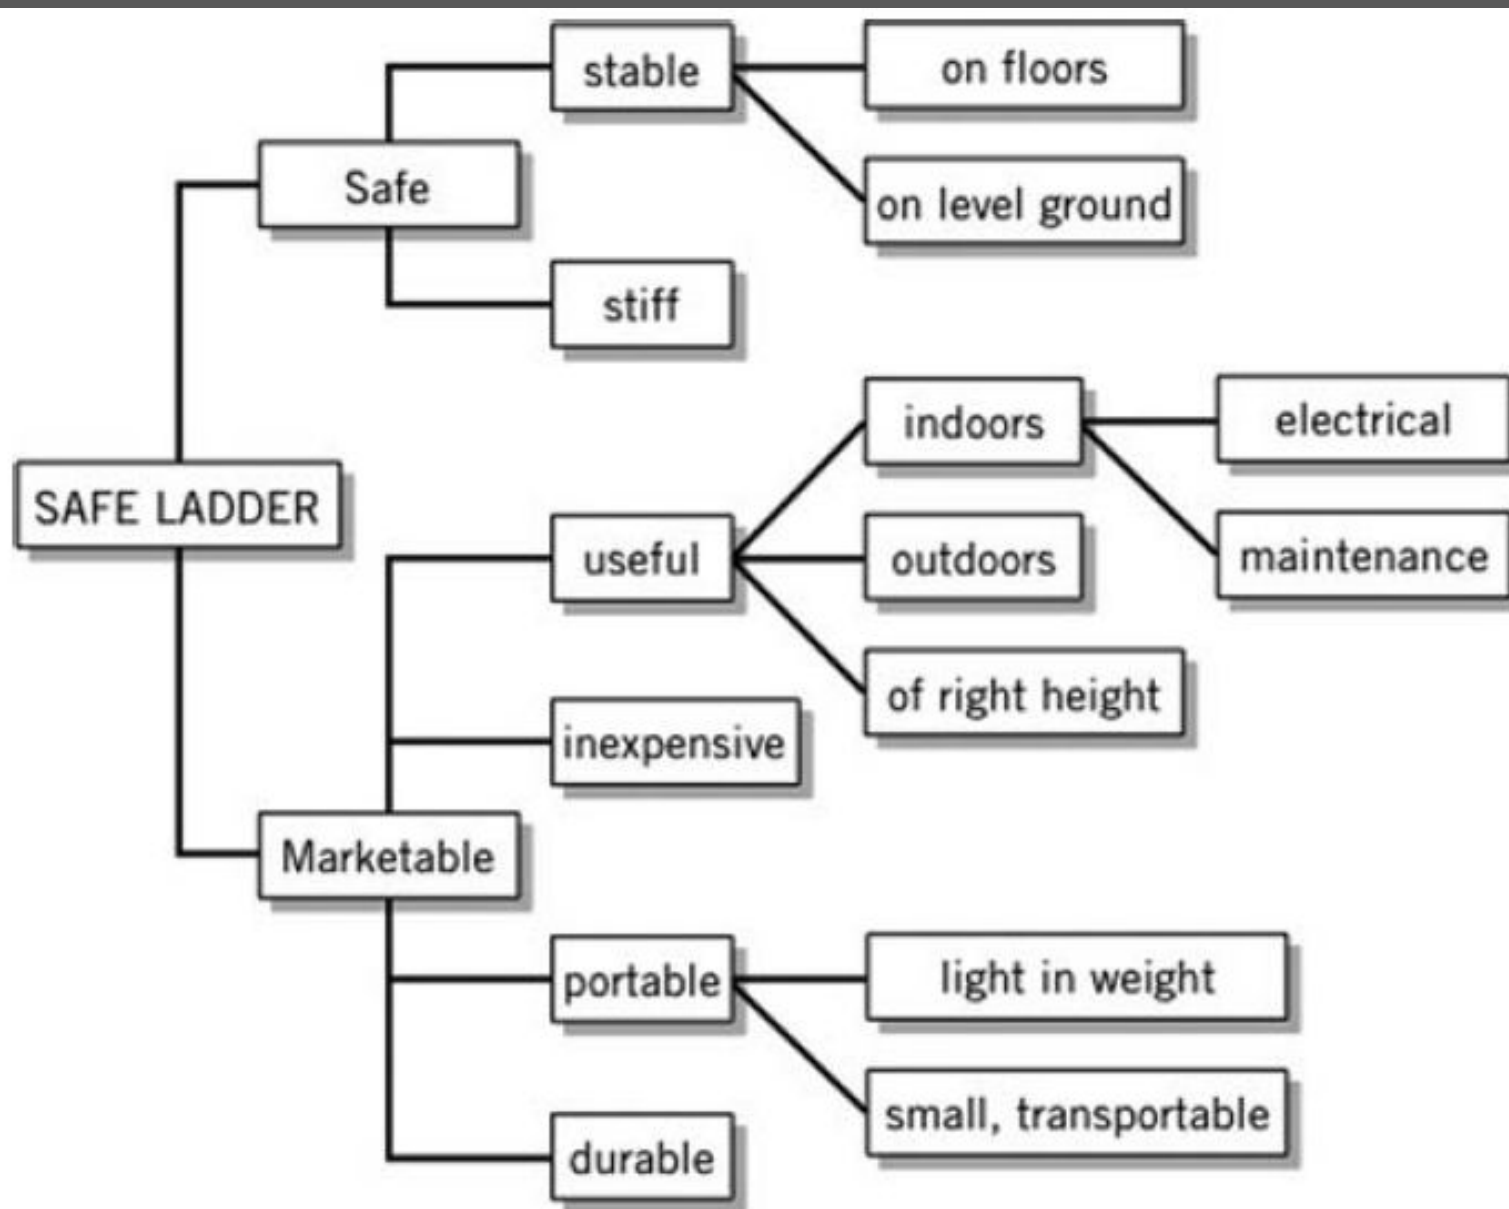 stable
on floors
Safe
on level ground
stiff
indoors
electrical
SAFE LADDER
useful
outdoors
maintenance
of right height
inexpensive
Marketable
portable
light in weight
small, transportable
durable